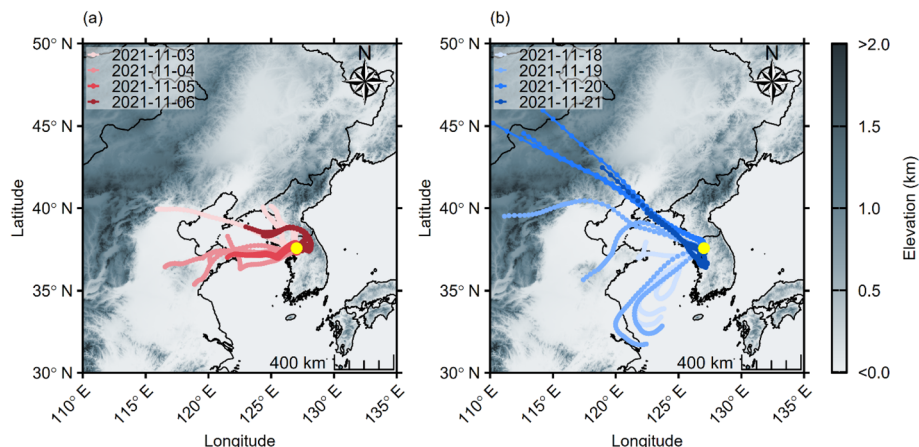 (a)
50° N
45° N
40° N
35° N
30° N
Latitude
2021-11-03
2021-11-04
2021-11-05
2021-11-06
N
400 km
110° E
115° E
120° E
125° E
130° E
135° E
Longitude
(b)
50° N
45° N
40° N
35° N
30° N
Latitude
2021-11-18
2021-11-19
2021-11-20
2021-11-21
N
400 km
110° E
115° E
120° E
125° E
130° E
135° E
Longitude
>2.0
1.5
1.0
0.5
<0.0
Elevation (km)